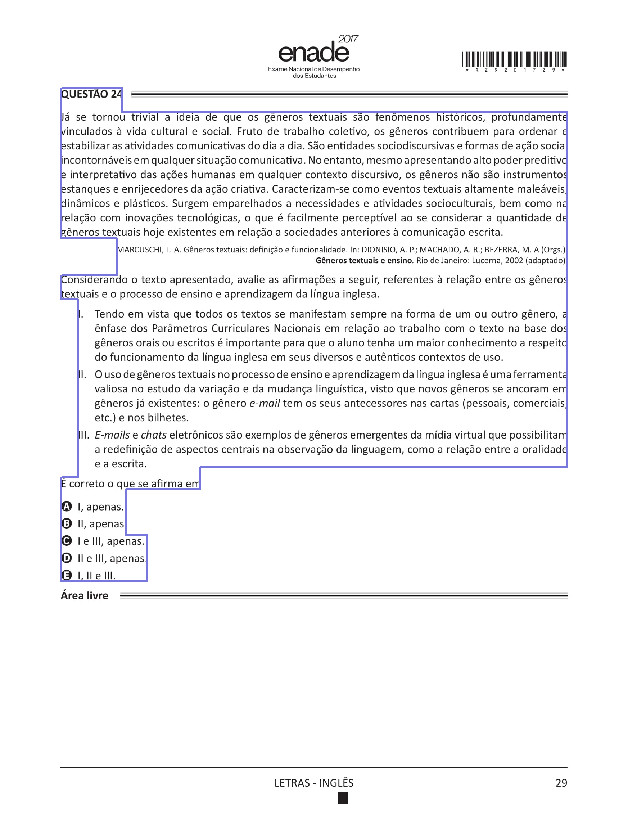 enade 2017
Exame Nacional de Desempenho
dos Estudantes
*R2920172 9*
QUESTÃO 24
Já se tornou trivial a ideia de que os gêneros textuais são fenômenos históricos, profundamente
vinculados à vida cultural e social. Fruto de trabalho coletivo, os gêneros contribuem para ordenar e
estabilizar as atividades comunicativas do dia a dia. São entidades sociodiscursivas e formas de ação social
incontornáveis em qualquer situação comunicativa. No entanto, mesmo apresentando alto poder preditivo
e interpretativo das ações humanas em qualquer contexto discursivo, os gêneros não são instrumentos
estanques e enrijecedores da ação criativa. Caracterizam-se como eventos textuais altamente maleáveis,
dinâmicos e plásticos. Surgem emparelhados a necessidades e atividades socioculturais, bem como na
relação com inovações tecnológicas, o que é facilmente perceptível ao se considerar a quantidade de
gêneros textuais hoje existentes em relação a sociedades anteriores à comunicação escrita.
MARCUSCHI, L. A. Gêneros textuais: definição e funcionalidade. In: DIONISIO, A. P.; MACHADO, A. R.; BEZERRA, M. A (Orgs.)
Gêneros textuais e ensino. Rio de Janeiro: Lucerna, 2002 (adaptado)
Considerando o texto apresentado, avalie as afirmações a seguir, referentes à relação entre os gêneros
textuais e o processo de ensino e aprendizagem da língua inglesa.
I. Tendo em vista que todos os textos se manifestam sempre na forma de um ou outro gênero, a
ênfase dos Parâmetros Curriculares Nacionais em relação ao trabalho com o texto na base dos
gêneros orais ou escritos é importante para que o aluno tenha um maior conhecimento a respeito
do funcionamento da língua inglesa em seus diversos e autênticos contextos de uso.
II. O uso de gêneros textuais no processo de ensino e aprendizagem da língua inglesa é uma ferramenta
valiosa no estudo da variação e da mudança linguística, visto que novos gêneros se ancoram em
gêneros já existentes: o gênero e-mail tem os seus antecessores nas cartas (pessoais, comerciais,
etc.) e nos bilhetes.
III. E-mails e chats eletrônicos são exemplos de gêneros emergentes da mídia virtual que possibilitam
a redefinição de aspectos centrais na observação da linguagem, como a relação entre a oralidade
e a escrita.
É correto o que se afirma em
A I, apenas.
B II, apenas.
C I e III, apenas.
D II e III, apenas.
E I, II e III.
Área livre
LETRAS - INGLÊS
29